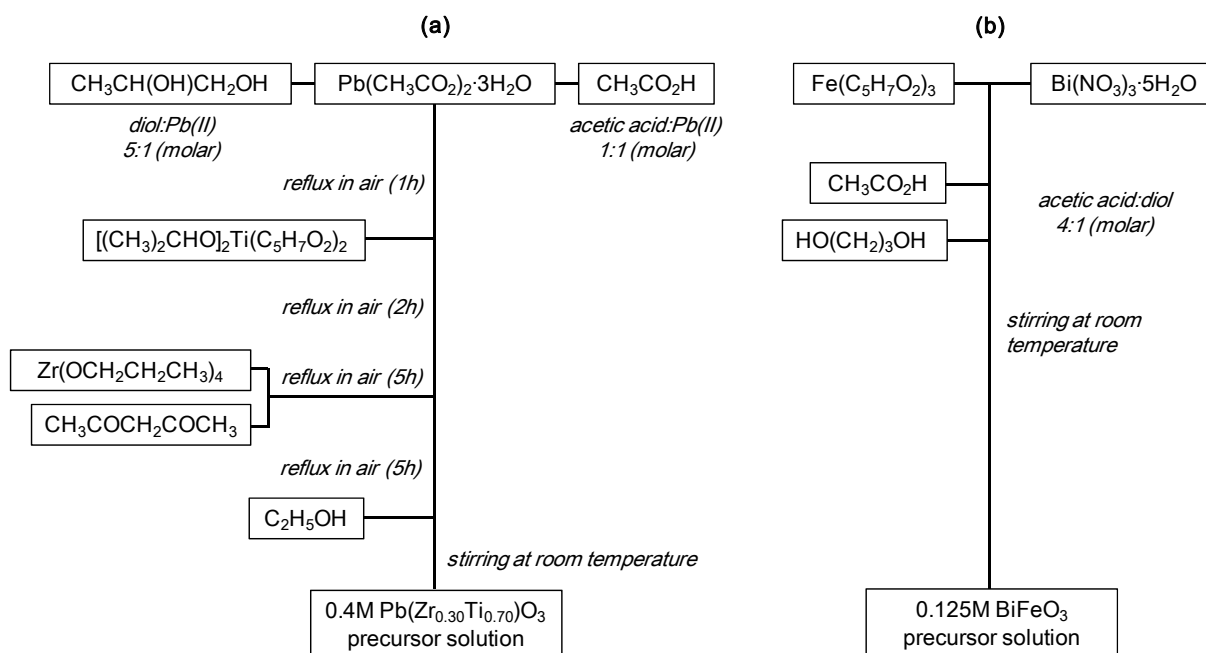 (a)
CH₃CH(OH)CH₂OH
Pb(CH₃CO₂)₂·3H₂O
CH₃CO₂H
diol:Pb(II)
5:1 (molar)
acetic acid:Pb(II)
1:1 (molar)
reflux in air (1h)
[(CH₃)₂CHO]₂Ti(C₅H₇O₂)₂
reflux in air (2h)
Zr(OCH₂CH₂CH₃)₄
reflux in air (5h)
CH₃COCH₂COCH₃
reflux in air (5h)
C₂H₅OH
stirring at room temperature
0.4M Pb(Zr₀.₃₀Ti₀.₇₀)O₃
precursor solution
(b)
Fe(C₅H₇O₂)₃
Bi(NO₃)₃·5H₂O
CH₃CO₂H
acetic acid:diol
4:1 (molar)
HO(CH₂)₃OH
stirring at room
temperature
0.125M BiFeO₃
precursor solution